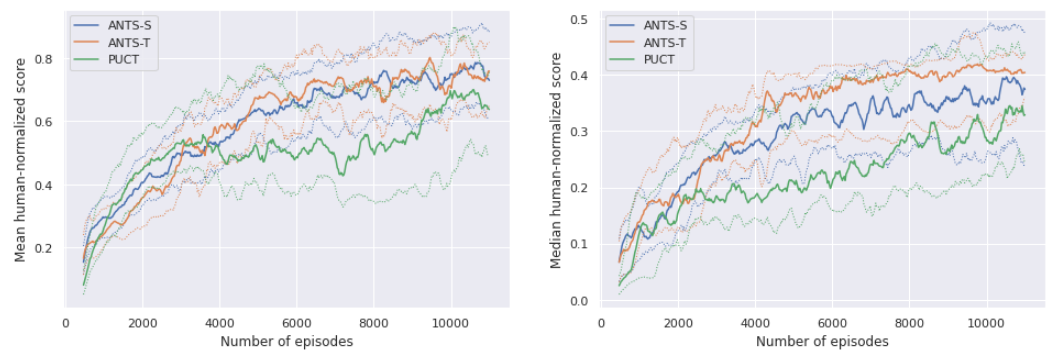 ANTS-S
ANTS-T
PUCT
0.8
0.6
0.4
0.2
Mean human-normalized score
0
2000
4000
6000
8000
10000
Number of episodes
ANTS-S
ANTS-T
PUCT
0.5
0.4
0.3
0.2
0.1
0.0
Median human-normalized score
0
2000
4000
6000
8000
10000
Number of episodes